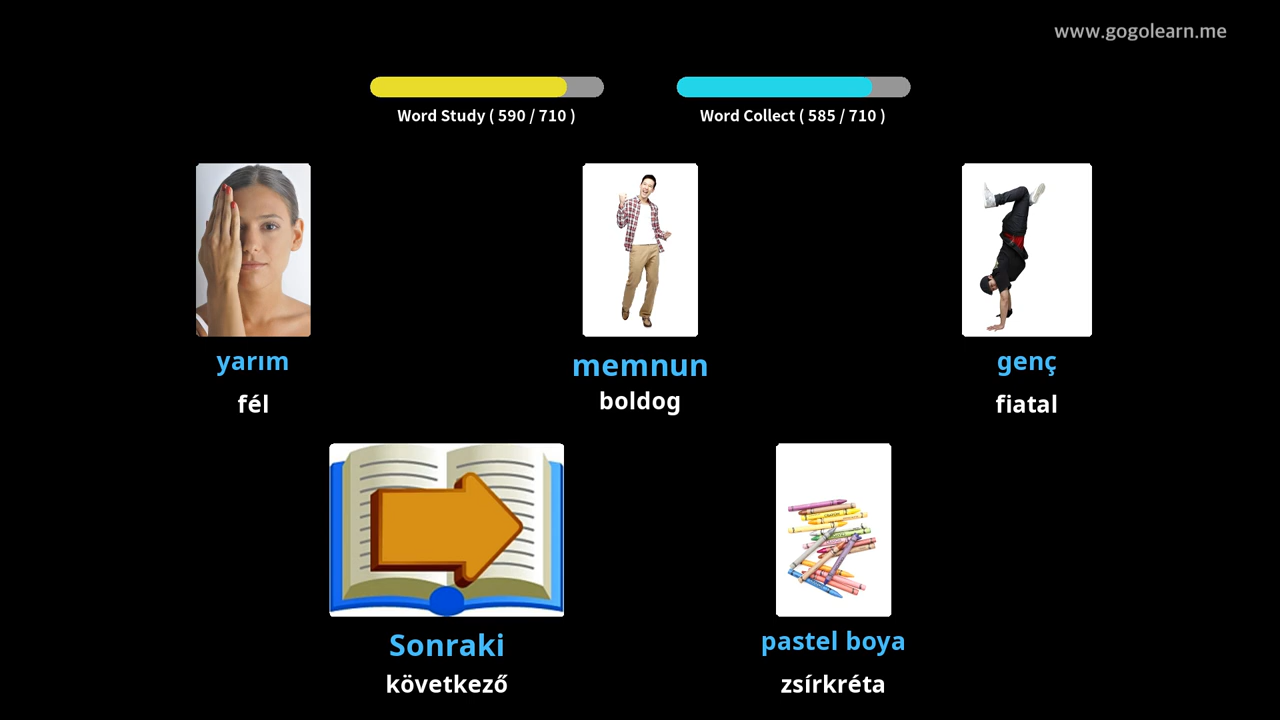 www.gogolearn.me
Word Study ( 590 / 710 )
Word Collect ( 585 / 710 )
yarım
fél
memnun
boldog
genç
fiatal
Sonraki
következő
pastel boya
zsírkréta